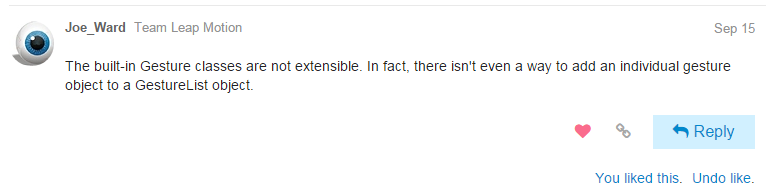 Joe_Ward Team Leap Motion Sep 15
The built-in Gesture classes are not extensible. In fact, there isn't even a way to add an individual gesture
object to a GestureList object.
Reply
You liked this. Undo like.